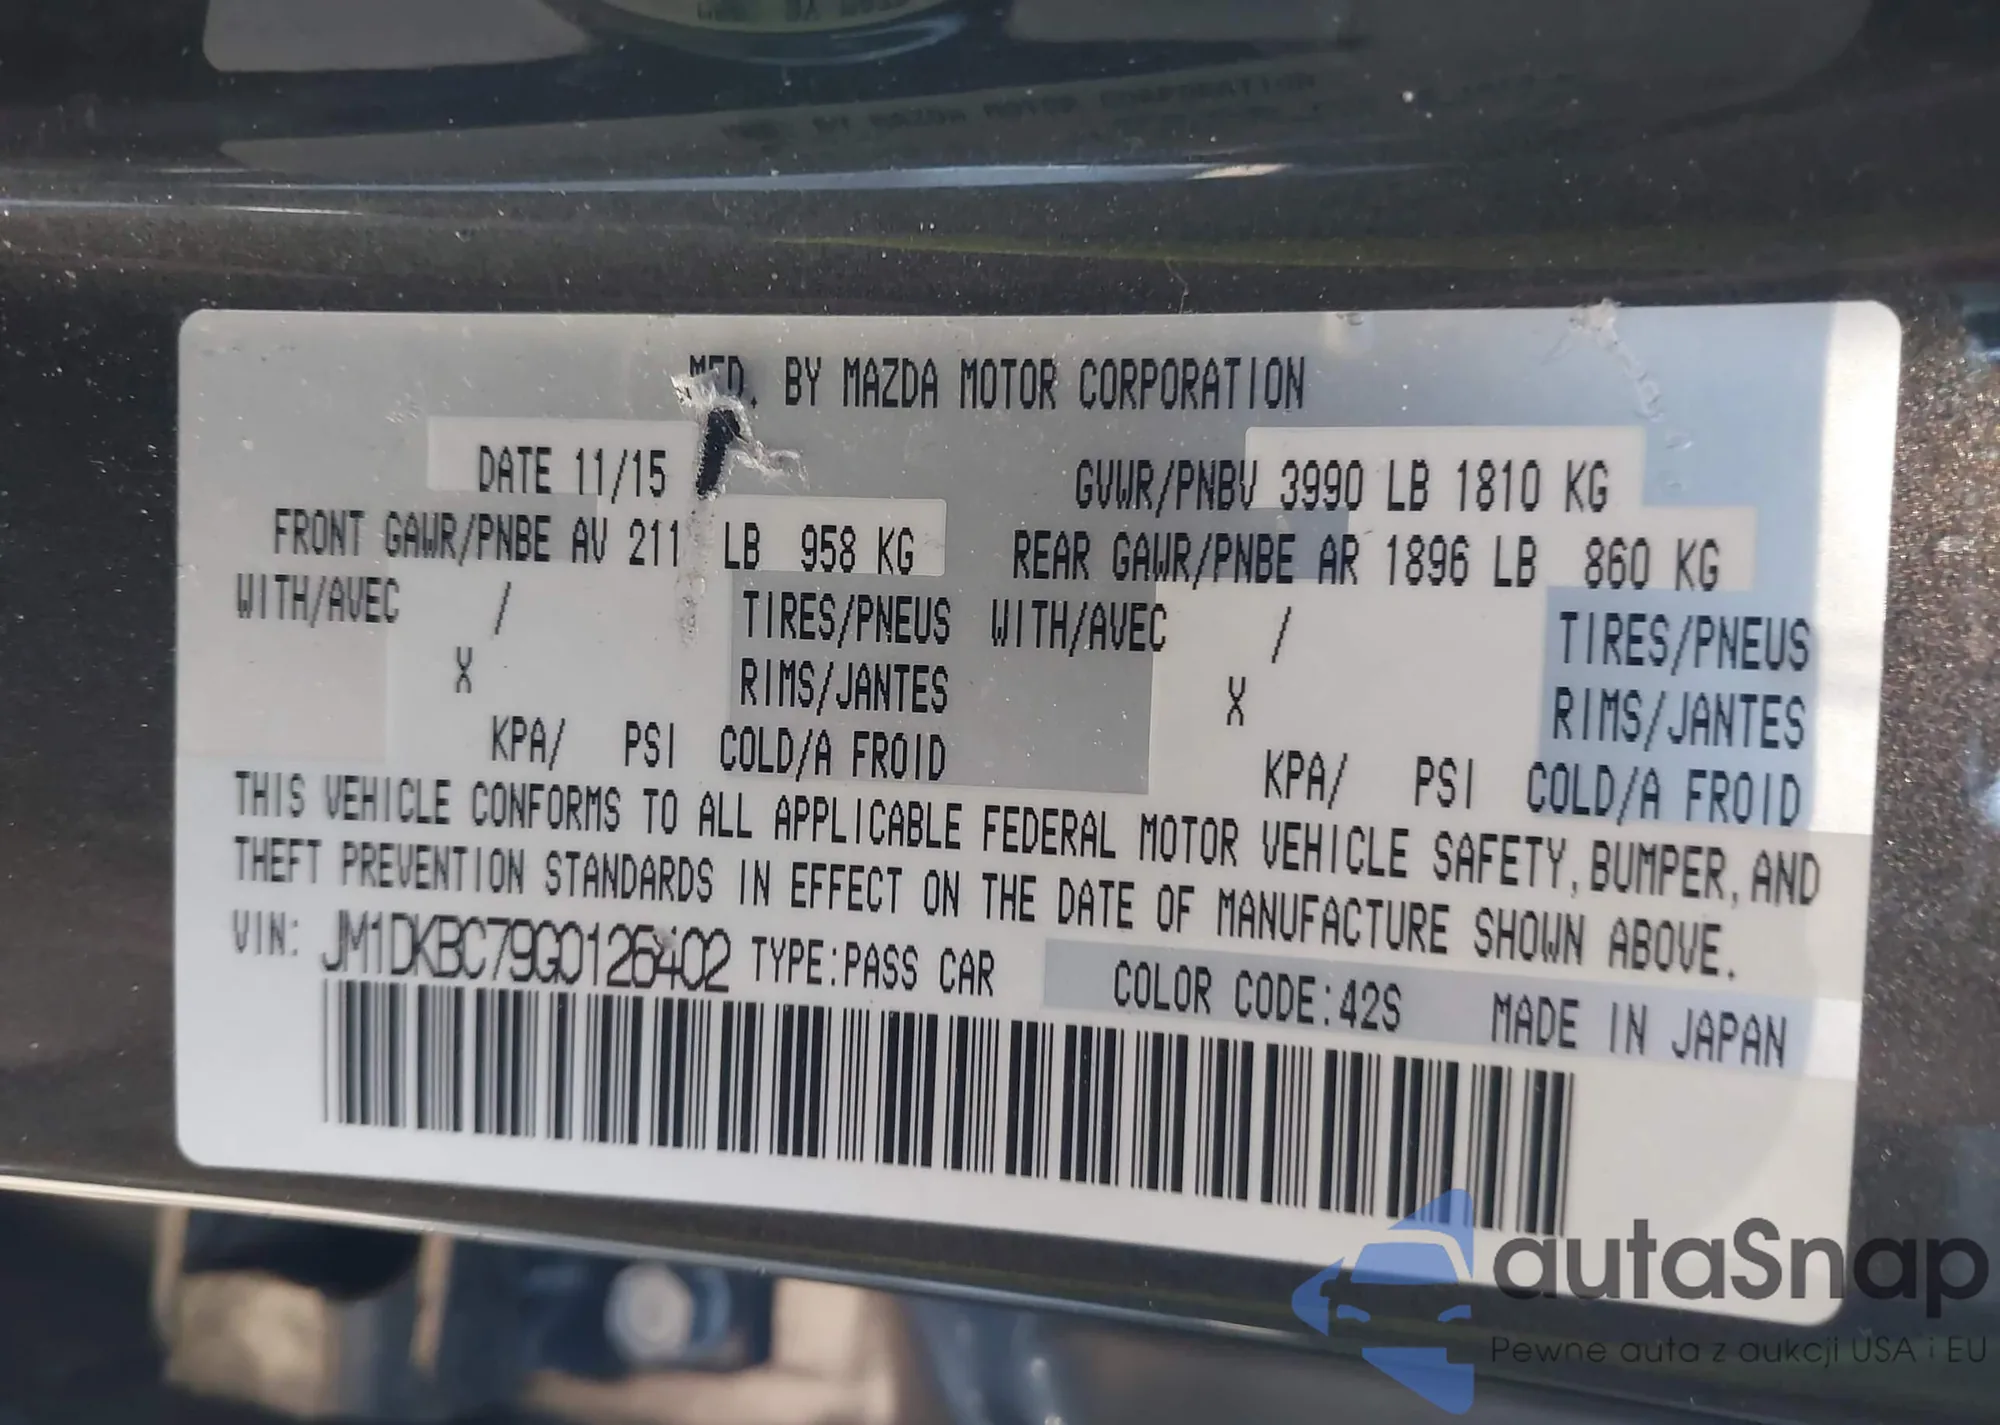 MFD. BY MAZDA MOTOR CORPORATION
DATE 11/15 GVWR/PNBV 3990 LB 1810 KG
FRONT GAWR/PNBE AV 211 LB 958 KG REAR GAWR/PNBE AR 1896 LB 860 KG
WITH/AVEC / TIRES/PNEUS WITH/AVEC / TIRES/PNEUS
X RIMS/JANTES X RIMS/JANTES
KPA/ PSI COLD/A FROID KPA/ PSI COLD/A FROID
THIS VEHICLE CONFORMS TO ALL APPLICABLE FEDERAL MOTOR VEHICLE SAFETY, BUMPER, AND
THEFT PREVENTION STANDARDS IN EFFECT ON THE DATE OF MANUFACTURE SHOWN ABOVE.
VIN: JM1DKBC79G0126402 TYPE:PASS CAR COLOR CODE:42S MADE IN JAPAN
autaSnap
Pewne auta z aukcji USA i EU